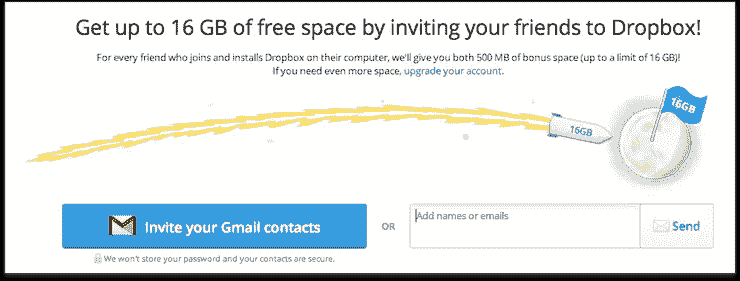 Get up to 16 GB of free space by inviting your friends to Dropbox!
For every friend who joins and installs Dropbox on their computer, we'll give you both 500 MB of bonus space (up to a limit of 16 GB)!
If you need even more space, upgrade your account.
16GB
16GB
Invite your Gmail contacts
OR
Add names or emails
Send
We won't store your password and your contacts are secure.